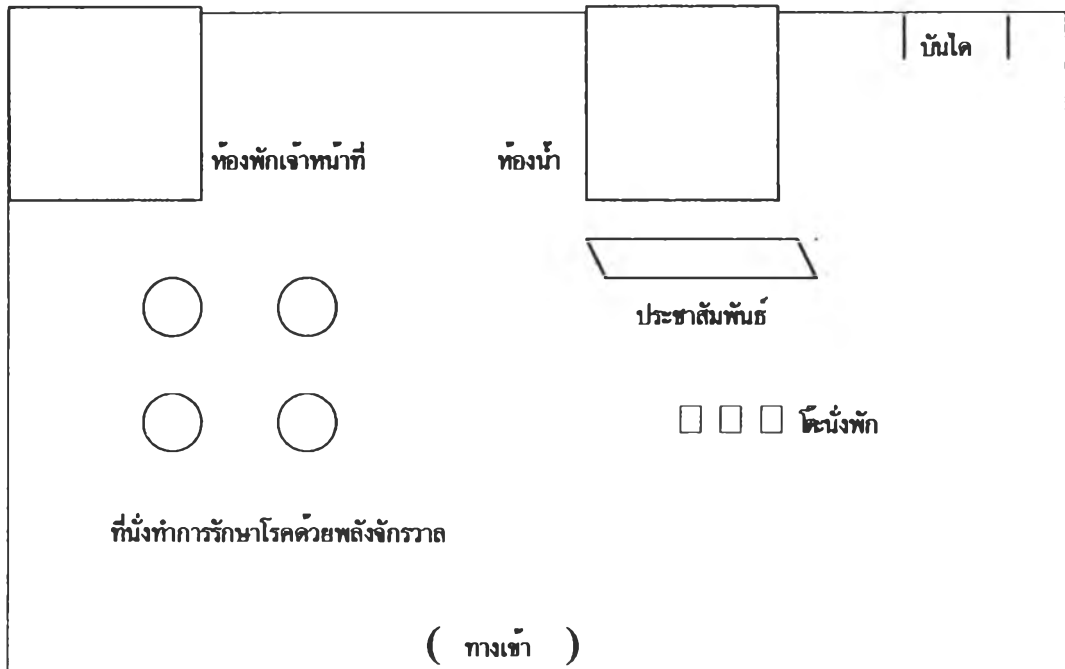 บันได
ห้องพักเจ้าหน้าที่
ห้องน้ำ
ประชาสัมพันธ์
โต๊ะนั่งพัก
ที่นั่งทำการรักษาโรคด้วยพลังจักรวาล
( ทางเข้า )